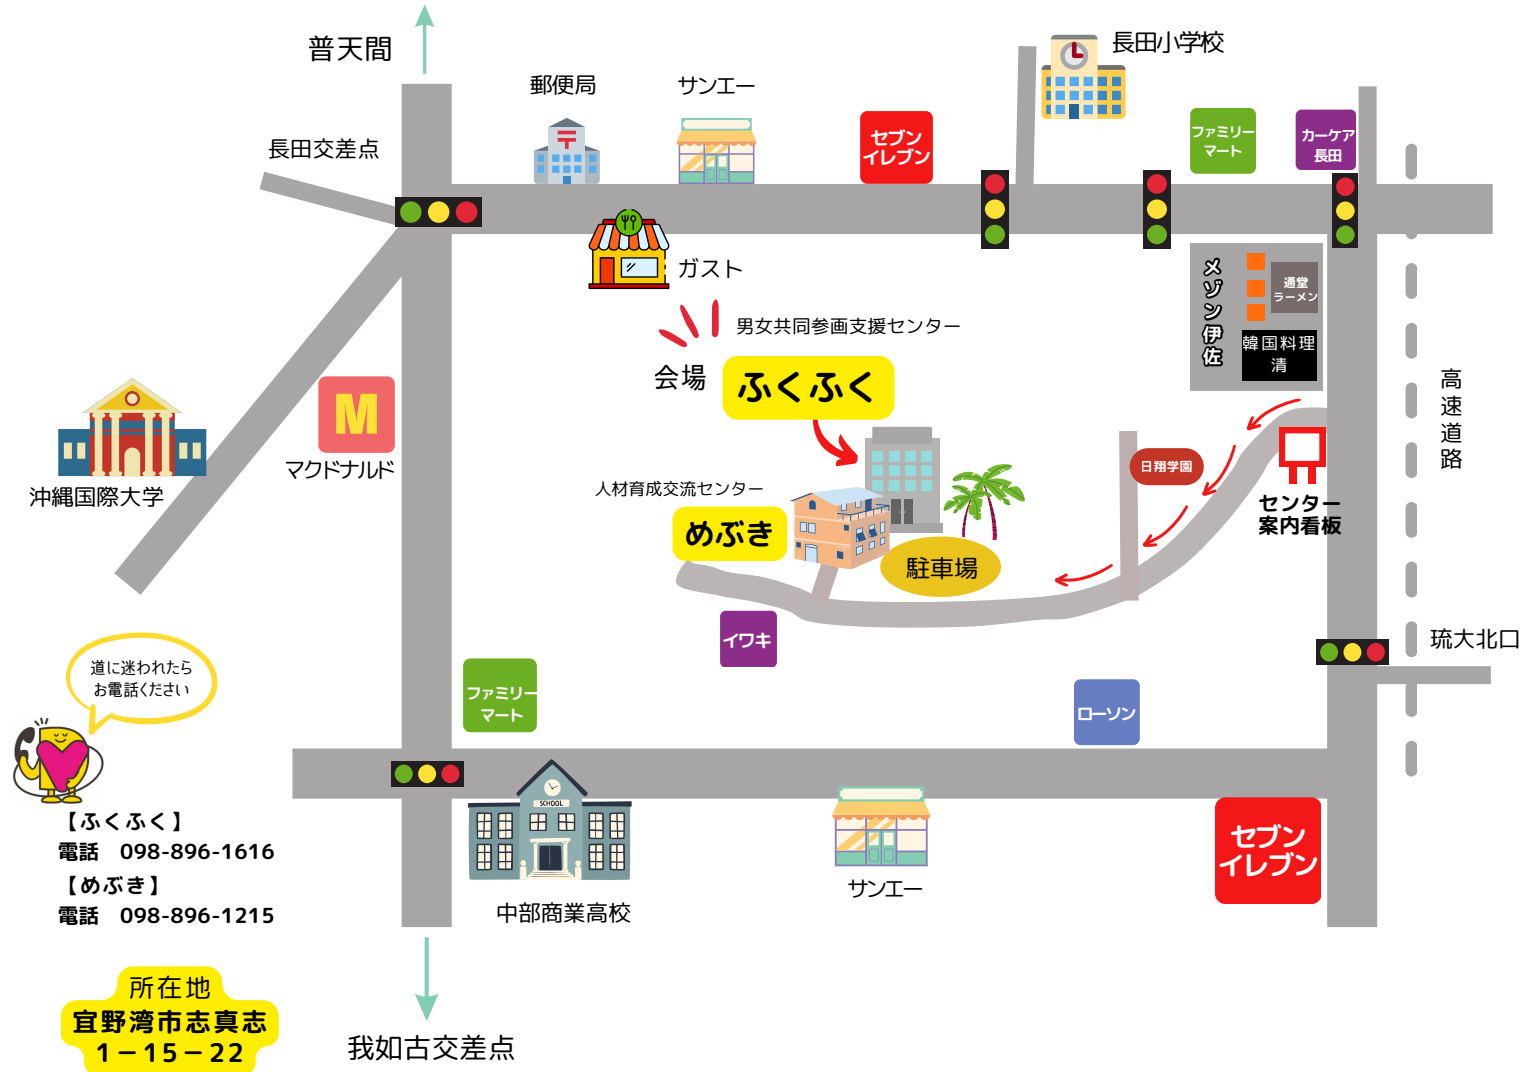 普天間
長田小学校
郵便局
サンエー
セブン
イレブン
ファミリー
マート
カーケア
長田
長田交差点
ガスト
メゾン伊佐
通堂
ラーメン
韓国料理
清
男女共同参画支援センター
会場
ふくふく
高速道路
M
マクドナルド
沖縄国際大学
日翔学園
人材育成交流センター
めぶき
センター
案内看板
駐車場
イワキ
琉大北口
道に迷われたら
お電話ください
ファミリー
マート
ローソン
SCHOOL
中部商業高校
サンエー
セブン
イレブン
【ふくふく】
電話 098-896-1616
【めぶき】
電話 098-896-1215
所在地
宜野湾市志真志
1－15－22
我如古交差点